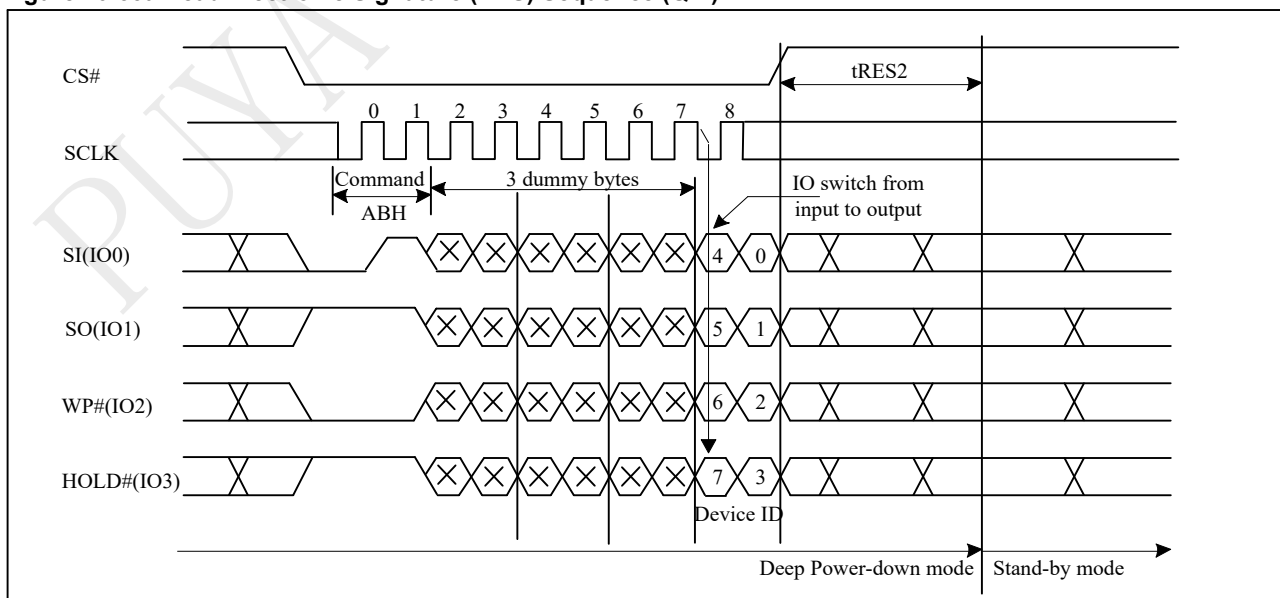 CS#
tRES2
0 1 2 3 4 5 6 7 8
SCLK
Command
3 dummy bytes
IO switch from
input to output
ABH
SI(IO0)
4 0
SO(IO1)
5 1
WP#(IO2)
6 2
HOLD#(IO3)
7 3
Device ID
Deep Power-down mode
Stand-by mode
PUYA